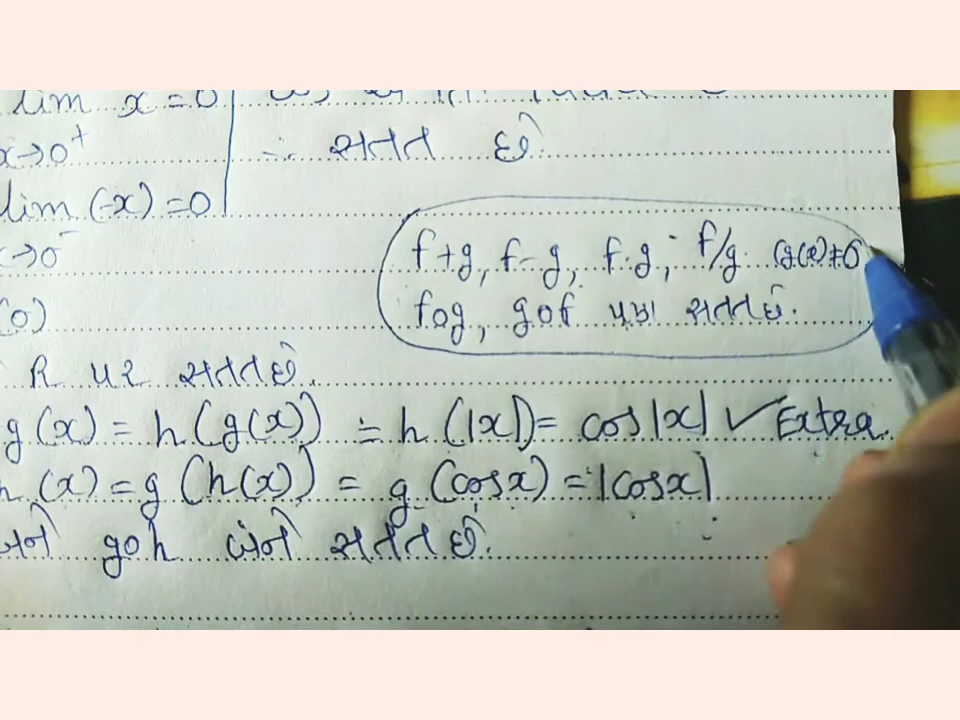 lim x = 0
x→0⁺
∴ સતત છે
lim (-x) = 0
x→0⁻
f+g, f-g, f·g, f/g (g(x)≠0
fog, gof પણ સતત છે.
(0)
R પર સતત છે.
g(x) = h(g(x)) = h(|x|) = cos|x| ✓ Extra.
(x) = g(h(x)) = g(cosx) = |cosx|
અને goh બંને સતત છે.